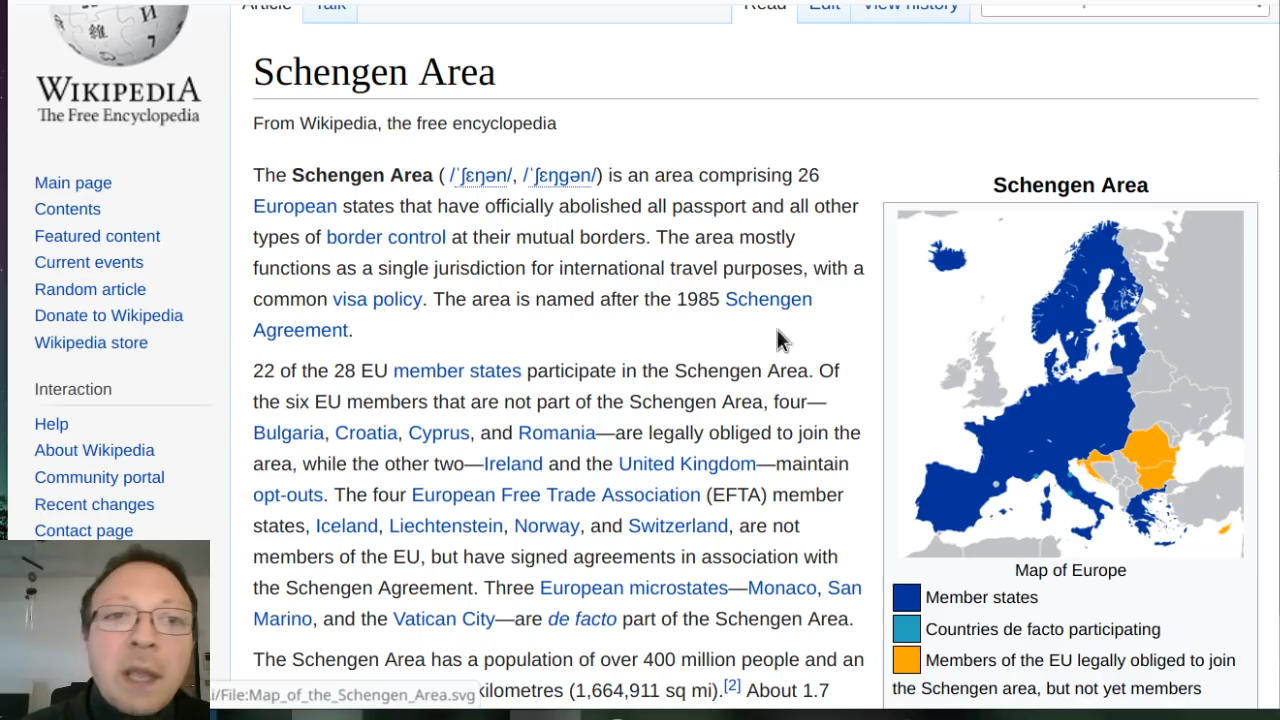 Article Talk Read Edit View history
WIKIPEDIA
The Free Encyclopedia
Main page
Contents
Featured content
Current events
Random article
Donate to Wikipedia
Wikipedia store
Interaction
Help
About Wikipedia
Community portal
Recent changes
Contact page
Schengen Area
From Wikipedia, the free encyclopedia
The Schengen Area ( /ˈʃɛŋən/, /ˈʃɛŋɡən/) is an area comprising 26
European states that have officially abolished all passport and all other
types of border control at their mutual borders. The area mostly
functions as a single jurisdiction for international travel purposes, with a
common visa policy. The area is named after the 1985 Schengen
Agreement.
22 of the 28 EU member states participate in the Schengen Area. Of
the six EU members that are not part of the Schengen Area, four—
Bulgaria, Croatia, Cyprus, and Romania—are legally obliged to join the
area, while the other two—Ireland and the United Kingdom—maintain
opt-outs. The four European Free Trade Association (EFTA) member
states, Iceland, Liechtenstein, Norway, and Switzerland, are not
members of the EU, but have signed agreements in association with
the Schengen Agreement. Three European microstates—Monaco, San
Marino, and the Vatican City—are de facto part of the Schengen Area.
The Schengen Area has a population of over 400 million people and an
kilometres (1,664,911 sq mi).[2] About 1.7
Schengen Area
Map of Europe
Member states
Countries de facto participating
Members of the EU legally obliged to join
the Schengen area, but not yet members
i/File:Map_of_the_Schengen_Area.svg